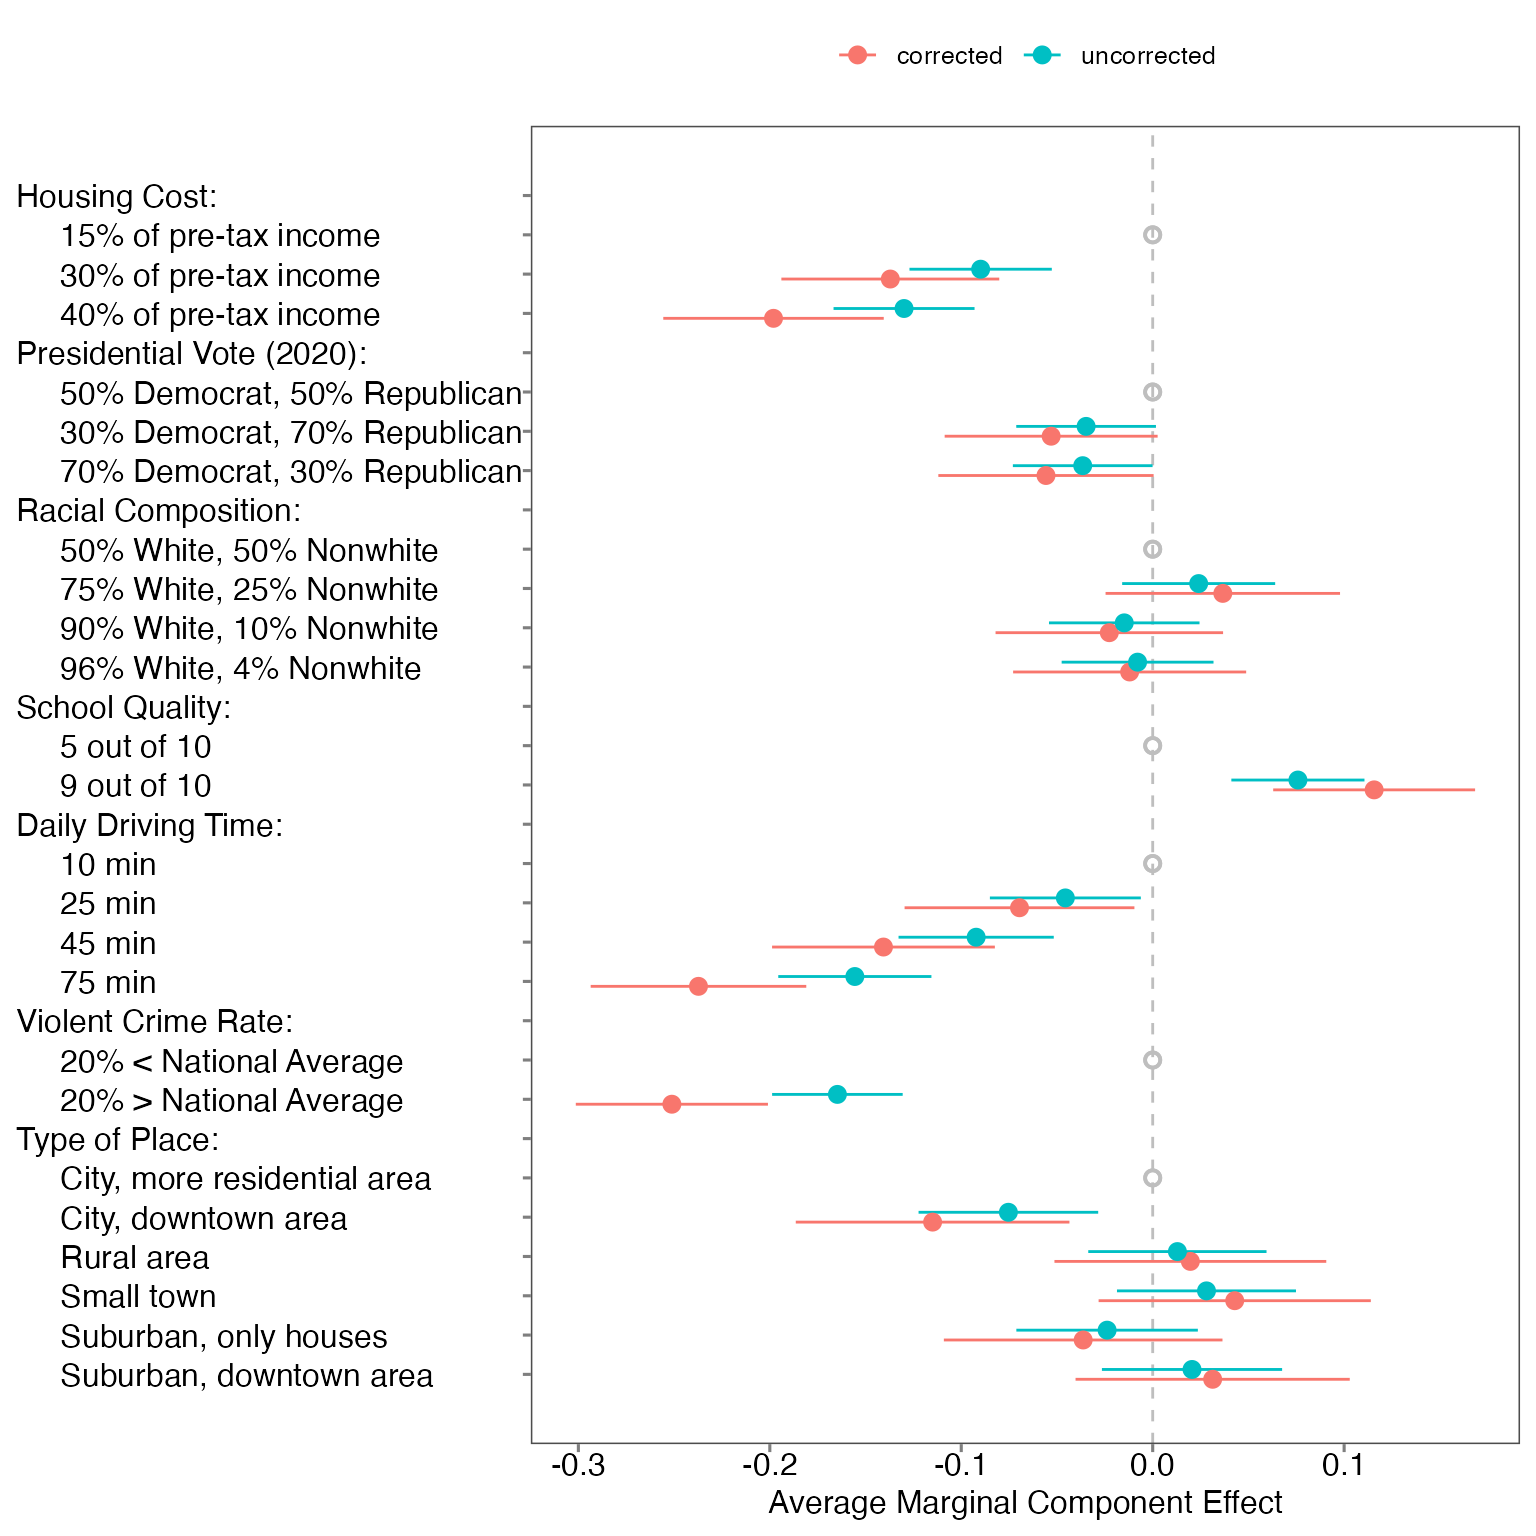 corrected uncorrected
Housing Cost:
15% of pre-tax income
30% of pre-tax income
40% of pre-tax income
Presidential Vote (2020):
50% Democrat, 50% Republican
30% Democrat, 70% Republican
70% Democrat, 30% Republican
Racial Composition:
50% White, 50% Nonwhite
75% White, 25% Nonwhite
90% White, 10% Nonwhite
96% White, 4% Nonwhite
School Quality:
5 out of 10
9 out of 10
Daily Driving Time:
10 min
25 min
45 min
75 min
Violent Crime Rate:
20% < National Average
20% > National Average
Type of Place:
City, more residential area
City, downtown area
Rural area
Small town
Suburban, only houses
Suburban, downtown area
-0.3 -0.2 -0.1 0.0 0.1
Average Marginal Component Effect